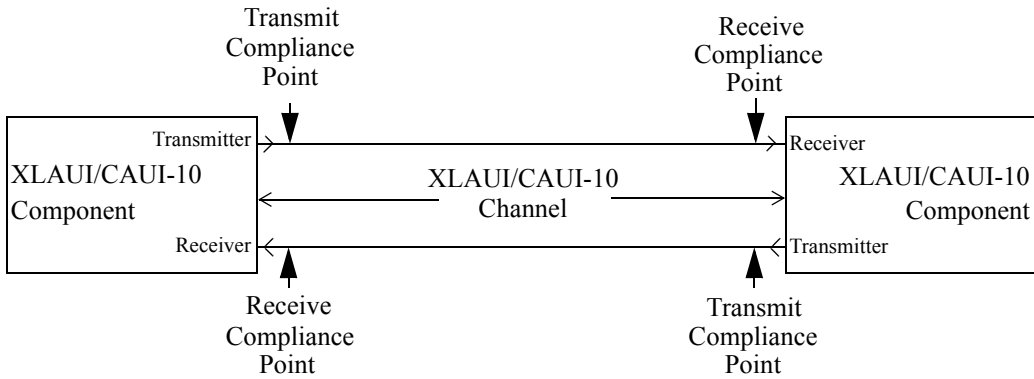 Transmit
Compliance
Point
Receive
Compliance
Point
Transmitter
XLAUI/CAUI-10
Component
Receiver
XLAUI/CAUI-10
Channel
Receiver
XLAUI/CAUI-10
Component
Transmitter
Receive
Compliance
Point
Transmit
Compliance
Point